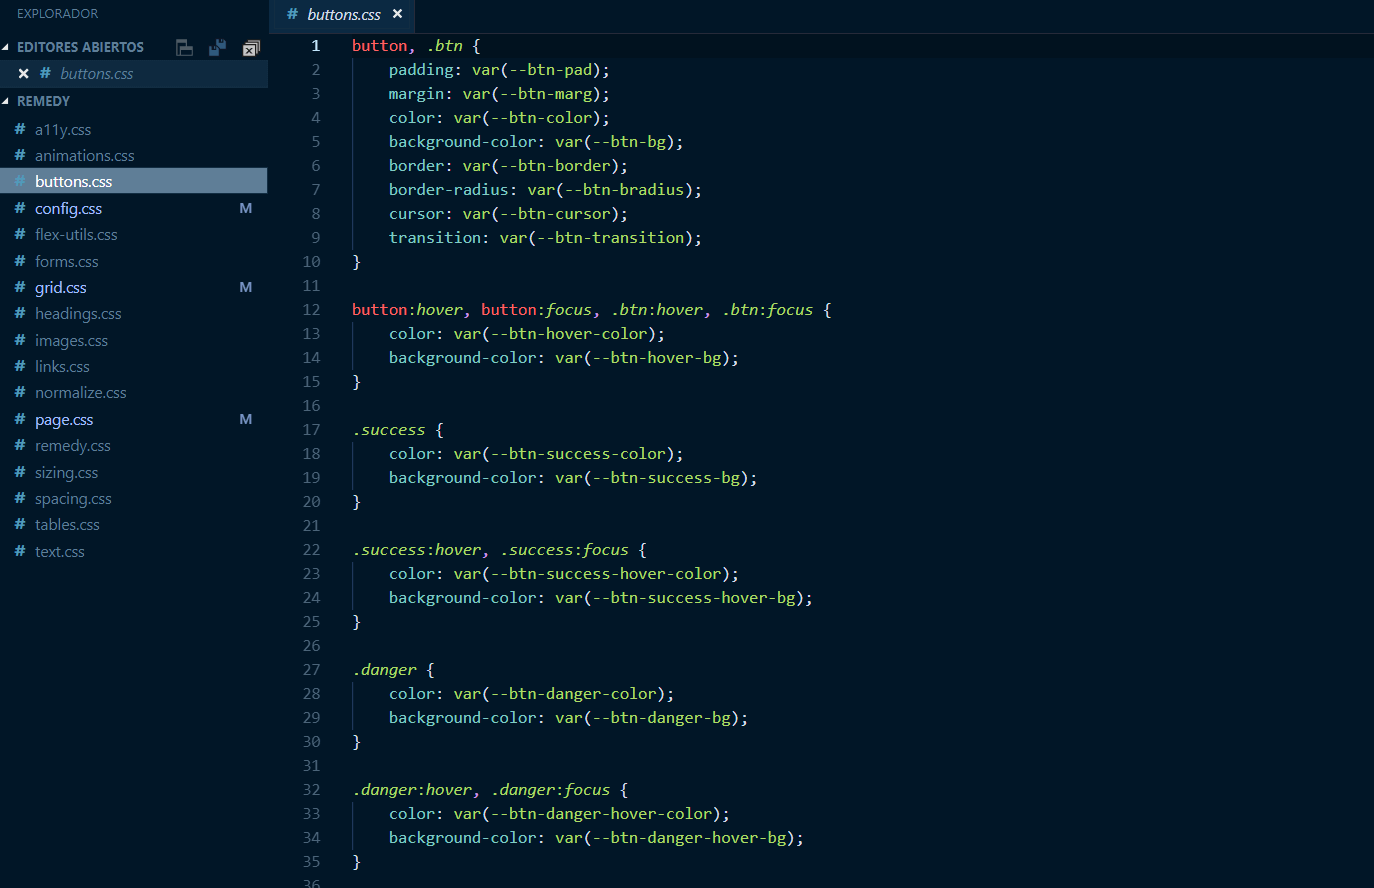 EXPLORADOR
EDITORES ABIERTOS
# buttons.css
REMEDY
# a11y.css
# animations.css
# buttons.css
# config.css M
# flex-utils.css
# forms.css
# grid.css M
# headings.css
# images.css
# links.css
# normalize.css
# page.css M
# remedy.css
# sizing.css
# spacing.css
# tables.css
# text.css
# buttons.css
1 button, .btn {
2 padding: var(--btn-pad);
3 margin: var(--btn-marg);
4 color: var(--btn-color);
5 background-color: var(--btn-bg);
6 border: var(--btn-border);
7 border-radius: var(--btn-bradius);
8 cursor: var(--btn-cursor);
9 transition: var(--btn-transition);
10 }
11
12 button:hover, button:focus, .btn:hover, .btn:focus {
13 color: var(--btn-hover-color);
14 background-color: var(--btn-hover-bg);
15 }
16
17 .success {
18 color: var(--btn-success-color);
19 background-color: var(--btn-success-bg);
20 }
21
22 .success:hover, .success:focus {
23 color: var(--btn-success-hover-color);
24 background-color: var(--btn-success-hover-bg);
25 }
26
27 .danger {
28 color: var(--btn-danger-color);
29 background-color: var(--btn-danger-bg);
30 }
31
32 .danger:hover, .danger:focus {
33 color: var(--btn-danger-hover-color);
34 background-color: var(--btn-danger-hover-bg);
35 }
36